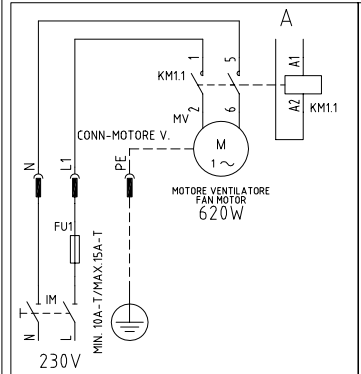 A
1
5
KM1.1
A1
A2
KM1.1
2
6
MV
CONN-MOTORE V.
M
1~
N
L1
PE
MOTORE VENTILATORE
FAN MOTOR
620W
FU1
MIN. 10A-T/MAX.15A-T
IM
N
L
230V